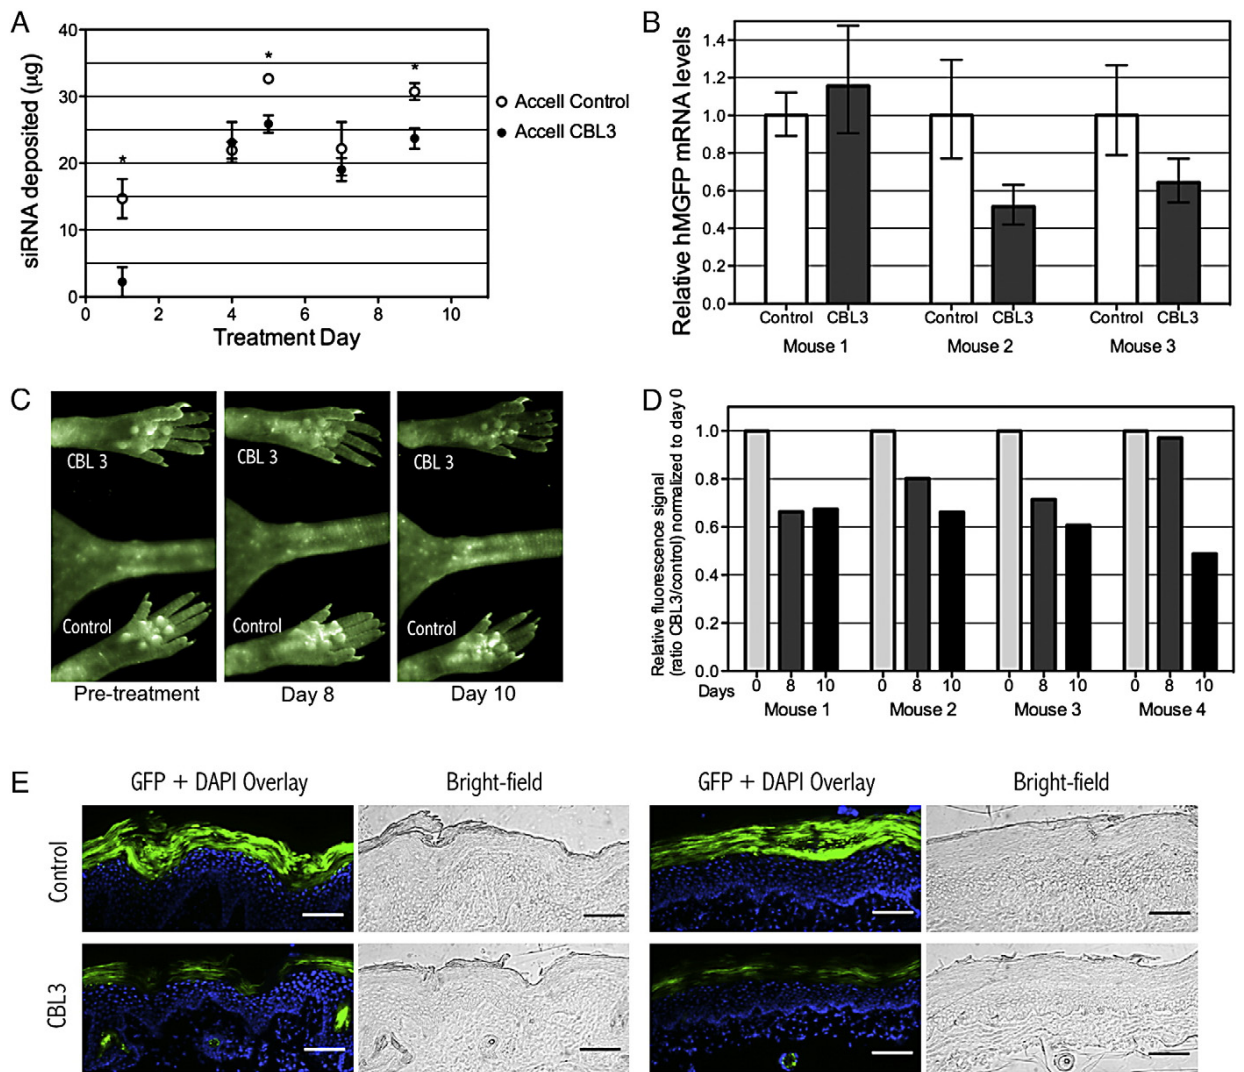 A
siRNA deposited (µg)
40
30
20
10
0
0 2 4 6 8 10
Treatment Day
* * *
Accell Control
Accell CBL3
B
Relative hMGFP mRNA levels
1.4
1.2
1.0
0.8
0.6
0.4
0.2
0.0
Control CBL3 Control CBL3 Control CBL3
Mouse 1 Mouse 2 Mouse 3
C
CBL 3 CBL 3 CBL 3
Control Control Control
Pre-treatment Day 8 Day 10
D
Relative fluorescence signal
(ratio CBL3/control) normalized to day 0
1.0
0.8
0.6
0.4
0.2
0.0
Days 0 8 10 0 8 10 0 8 10 0 8 10
Mouse 1 Mouse 2 Mouse 3 Mouse 4
E
GFP + DAPI Overlay Bright-field GFP + DAPI Overlay Bright-field
Control
CBL3